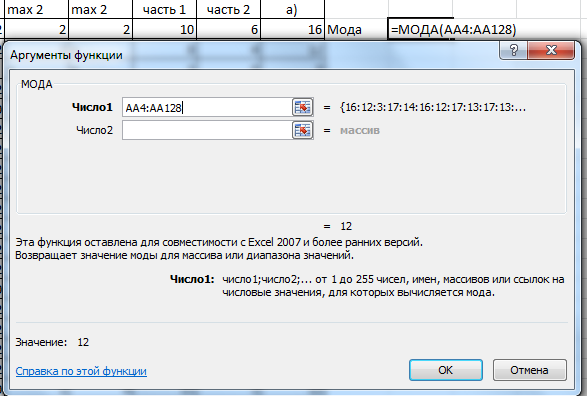 max 2 max 2 часть 1 часть 2 а)
2 2 10 6 16 Мода =МОДА(AA4:AA128)
Аргументы функции
МОДА
Число1 AA4:AA128 = {16:12:3:17:14:16:12:17:13:17:13:...
Число2 = массив
= 12
Эта функция оставлена для совместимости с Excel 2007 и более ранних версий.
Возвращает значение моды для массива или диапазона значений.
Число1: число1;число2;... от 1 до 255 чисел, имен, массивов или ссылок на
числовые значения, для которых вычисляется мода.
Значение: 12
Справка по этой функции ОК Отмена